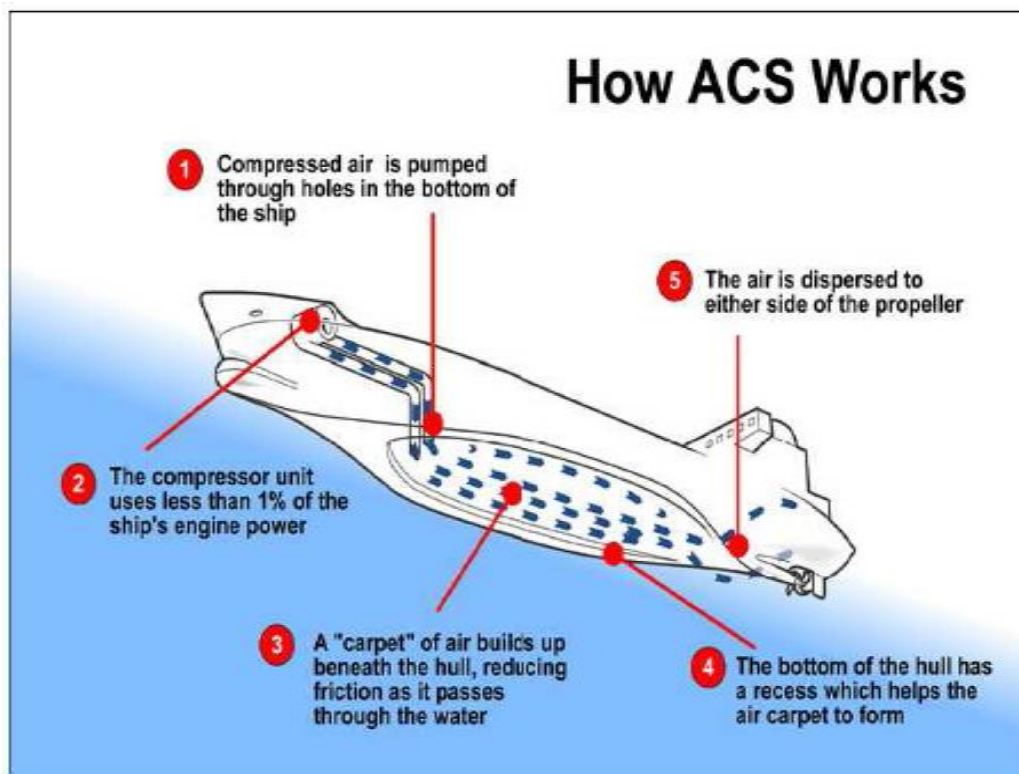 How ACS Works
1 Compressed air is pumped
through holes in the bottom of
the ship
5 The air is dispersed to
either side of the propeller
2 The compressor unit
uses less than 1% of the
ship's engine power
3 A "carpet" of air builds up
beneath the hull, reducing
friction as it passes
through the water
4 The bottom of the hull has
a recess which helps the
air carpet to form